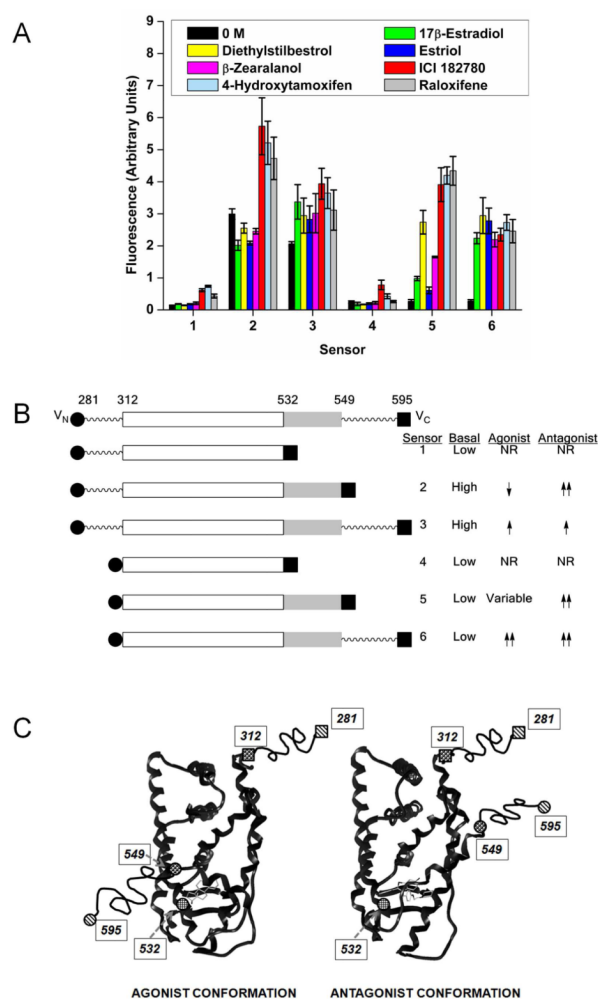 A
0 M
17β-Estradiol
Diethylstilbestrol
Estriol
β-Zearalanol
ICI 182780
4-Hydroxytamoxifen
Raloxifene
Fluorescence (Arbitrary Units)
9
8
7
6
5
4
3
2
1
0
1 2 3 4 5 6
Sensor
B
281 312 532 549 595
VN VC
Sensor Basal Agonist Antagonist
1 Low NR NR
2 High ↓ ↑↑
3 High ↑ ↑
4 Low NR NR
5 Low Variable ↑↑
6 Low ↑↑ ↑↑
C
281
312
549
595
532
AGONIST CONFORMATION
281
312
595
549
532
ANTAGONIST CONFORMATION